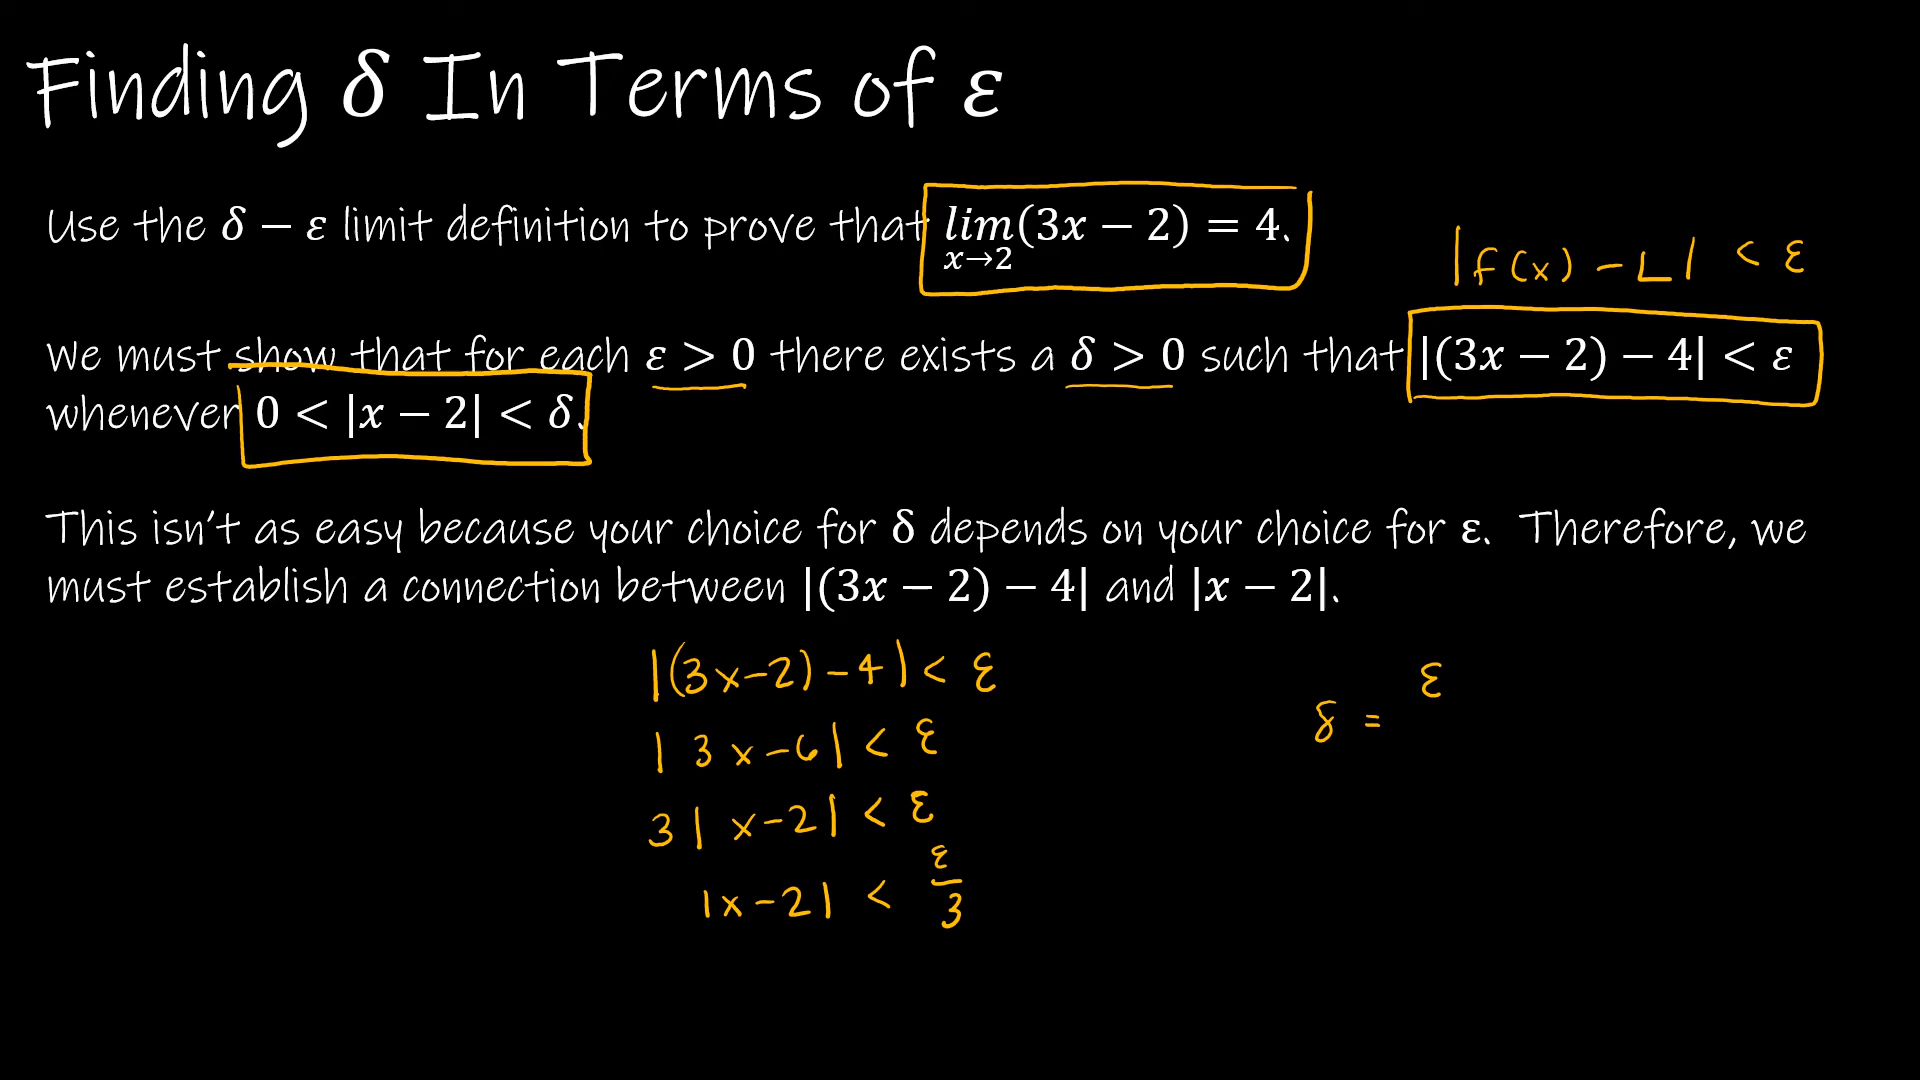 Finding δ In Terms of ε
Use the δ − ε limit definition to prove that lim(3x − 2) = 4.
x→2
|f(x) - L| < ε
We must show that for each ε > 0 there exists a δ > 0 such that |(3x − 2) − 4| < ε
whenever 0 < |x − 2| < δ.
This isn't as easy because your choice for δ depends on your choice for ε. Therefore, we
must establish a connection between |(3x − 2) − 4| and |x − 2|.
|(3x-2)-4| < ε
|3x-6| < ε
3|x-2| < ε
|x-2| < ε/3
δ = ε